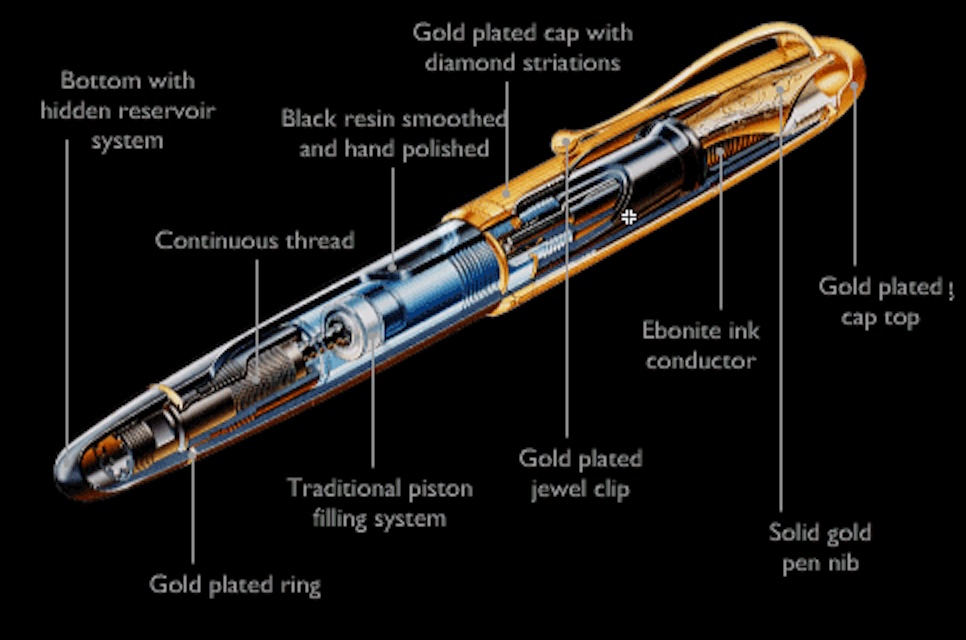 Gold plated cap with
diamond striations
Bottom with
hidden reservoir
system
Black resin smoothed
and hand polished
Continuous thread
Gold plated
cap top
Ebonite ink
conductor
Gold plated
jewel clip
Traditional piston
filling system
Solid gold
pen nib
Gold plated ring